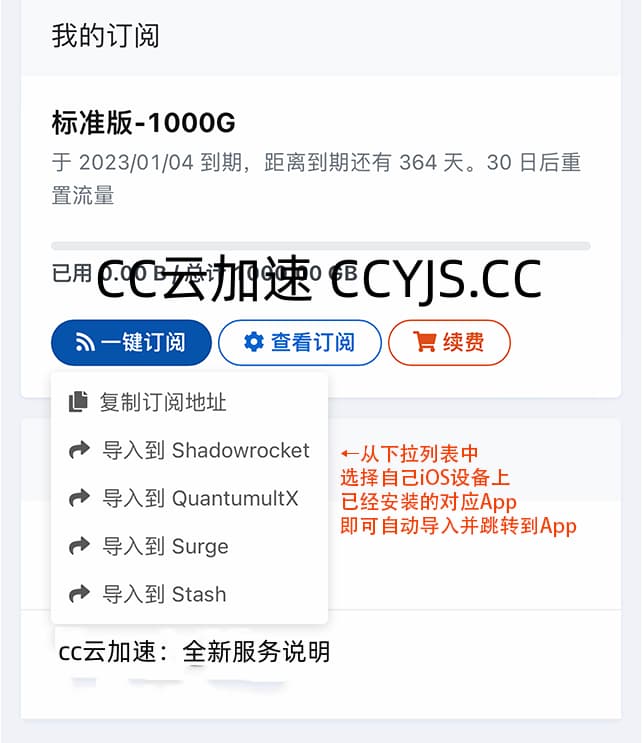 我的订阅
标准版-1000G
于 2023/01/04 到期，距离到期还有 364 天。30 日后重
置流量
已用 0.00 B / 总计 1000.00 GB
CC云加速 CCYJS.CC
一键订阅 查看订阅 续费
复制订阅地址
导入到 Shadowrocket
导入到 QuantumultX
导入到 Surge
导入到 Stash
←从下拉列表中
选择自己iOS设备上
已经安装的对应App
即可自动导入并跳转到App
cc云加速：全新服务说明